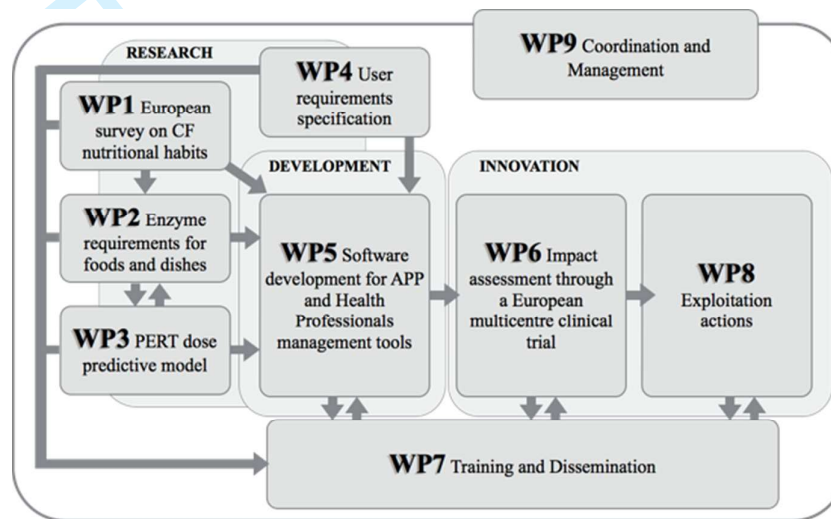 RESEARCH
WP9 Coordination and
Management
WP4 User
requirements
specification
WP1 European
survey on CF
nutritional habits
DEVELOPMENT
INNOVATION
WP2 Enzyme
requirements for
foods and dishes
WP5 Software
development for APP
and Health
Professionals
management tools
WP6 Impact
assessment through
a European
multicentre clinical
trial
WP8
Exploitation
actions
WP3 PERT dose
predictive model
WP7 Training and Dissemination